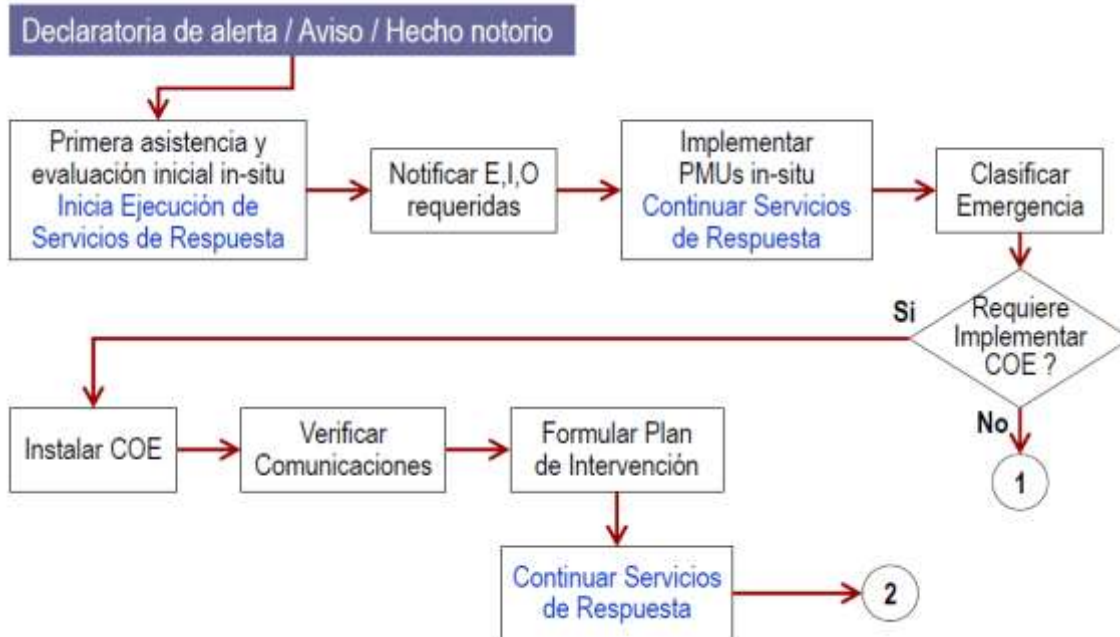 Declaratoria de alerta / Aviso / Hecho notorio
Primera asistencia y
evaluación inicial in-situ
Inicia Ejecución de
Servicios de Respuesta
Notificar E,I,O
requeridas
Implementar
PMUs in-situ
Continuar Servicios
de Respuesta
Clasificar
Emergencia
Requiere
Implementar
COE ?
Si
No
1
Instalar COE
Verificar
Comunicaciones
Formular Plan
de Intervención
Continuar Servicios
de Respuesta
2